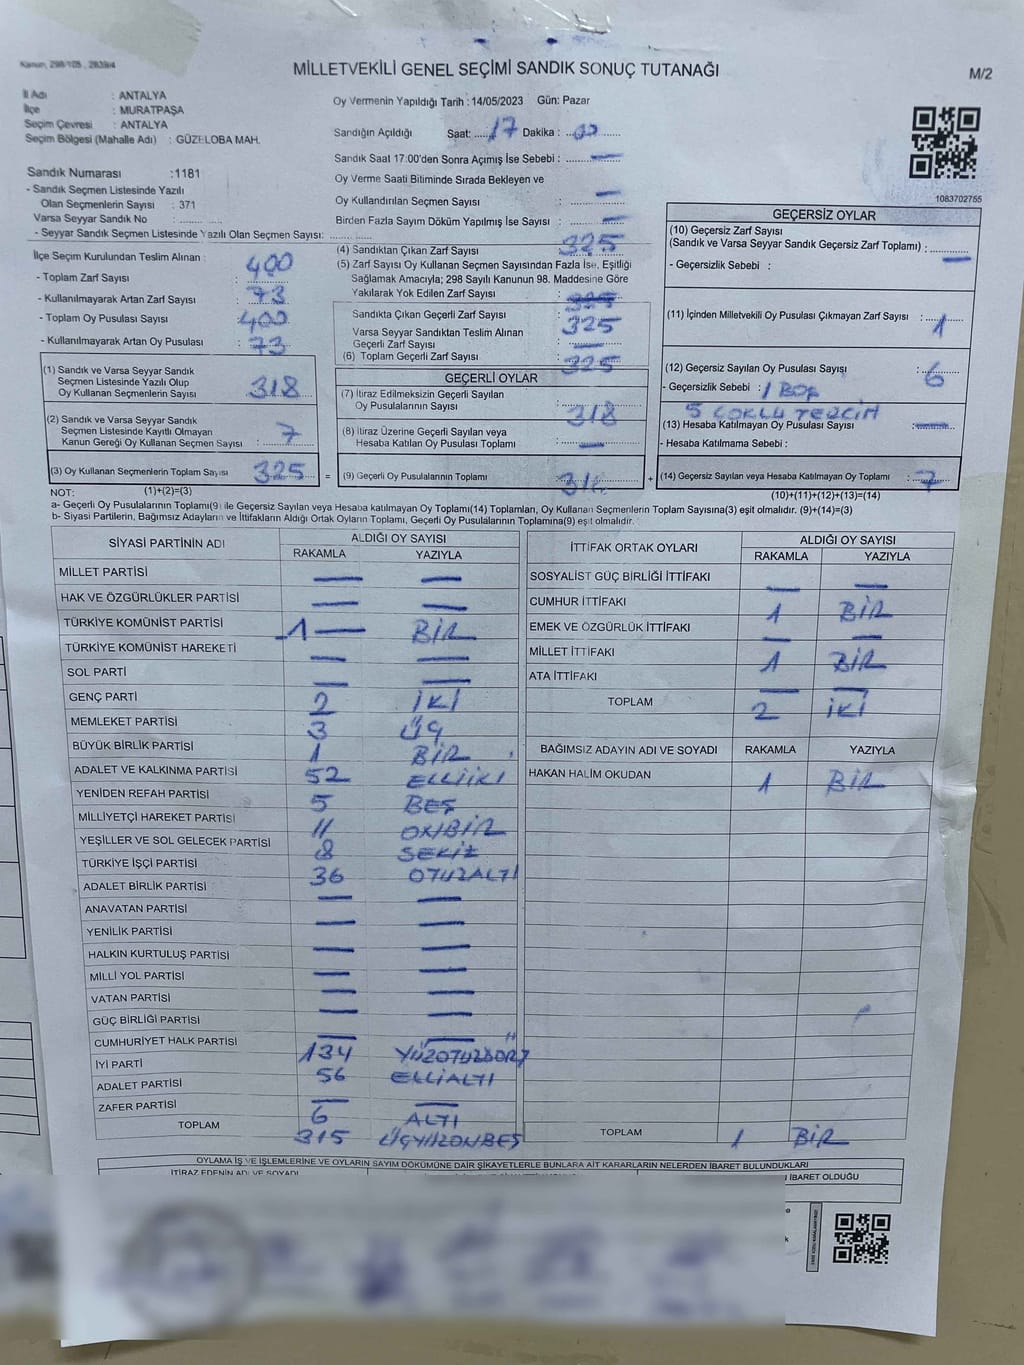 Kanun, 298/105 , 2839/4
MİLLETVEKİLİ GENEL SEÇİMİ SANDIK SONUÇ TUTANAĞI
M/2
İl Adı : ANTALYA
İlçe : MURATPAŞA
Seçim Çevresi : ANTALYA
Seçim Bölgesi (Mahalle Adı) : GÜZELOBA MAH.
Sandık Numarası :1181
- Sandık Seçmen Listesinde Yazılı
Olan Seçmenlerin Sayısı : 371
Varsa Seyyar Sandık No :
- Seyyar Sandık Seçmen Listesinde Yazılı Olan Seçmen Sayısı:
Oy Vermenin Yapıldığı Tarih : 14/05/2023 Gün: Pazar
Sandığın Açıldığı Saat: 17 Dakika : 00
Sandık Saat 17:00'den Sonra Açımış İse Sebebi : —
Oy Verme Saati Bitiminde Sırada Bekleyen ve
Oy Kullandırılan Seçmen Sayısı : —
Birden Fazla Sayım Döküm Yapılmış İse Sayısı : —
1083702755
İlçe Seçim Kurulundan Teslim Alınan : 400
- Toplam Zarf Sayısı :
- Kullanılmayarak Artan Zarf Sayısı : 73
- Toplam Oy Pusulası Sayısı : 400
- Kullanılmayarak Artan Oy Pusulası : 73
(4) Sandıktan Çıkan Zarf Sayısı : 325
(5) Zarf Sayısı Oy Kullanan Seçmen Sayısından Fazla İse, Eşitliği
Sağlamak Amacıyla; 298 Sayılı Kanunun 98. Maddesine Göre
Yakılarak Yok Edilen Zarf Sayısı :
Sandıkta Çıkan Geçerli Zarf Sayısı : 325
Varsa Seyyar Sandıktan Teslim Alınan
Geçerli Zarf Sayısı : —
(6) Toplam Geçerli Zarf Sayısı : 325
GEÇERSİZ OYLAR
(10) Geçersiz Zarf Sayısı
(Sandık ve Varsa Seyyar Sandık Geçersiz Zarf Toplamı) : —
- Geçersizlik Sebebi :
(11) İçinden Milletvekili Oy Pusulası Çıkmayan Zarf Sayısı : 1
(12) Geçersiz Sayılan Oy Pusulası Sayısı : 6
- Geçersizlik Sebebi : 1 BOŞ
5 ÇOKLU TERCİH
(13) Hesaba Katılmayan Oy Pusulası Sayısı : —
- Hesaba Katılmama Sebebi :
(14) Geçersiz Sayılan veya Hesaba Katılmayan Oy Toplamı : 7
(10)+(11)+(12)+(13)=(14)
(1) Sandık ve Varsa Seyyar Sandık
Seçmen Listesinde Yazılı Olup
Oy Kullanan Seçmenlerin Sayısı : 318
(2) Sandık ve Varsa Seyyar Sandık
Seçmen Listesinde Kayıtlı Olmayan
Kanun Gereği Oy Kullanan Seçmen Sayısı : 7
(3) Oy Kullanan Seçmenlerin Toplam Sayısı : 325 =
(1)+(2)=(3)
GEÇERLİ OYLAR
(7) İtiraz Edilmeksizin Geçerli Sayılan
Oy Pusulalarının Sayısı : 318
(8) İtiraz Üzerine Geçerli Sayılan veya
Hesaba Katılan Oy Pusulası Toplamı : —
(9) Geçerli Oy Pusulalarının Toplamı : 318 +
NOT:
a- Geçerli Oy Pusulalarının Toplamı(9) ile Geçersiz Sayılan veya Hesaba katılmayan Oy Toplamı(14) Toplamları, Oy Kullanan Seçmenlerin Toplam Sayısına(3) eşit olmalıdır. (9)+(14)=(3)
b- Siyasi Partilerin, Bağımsız Adayların ve İttifakların Aldığı Ortak Oyların Toplamı, Geçerli Oy Pusulalarının Toplamına(9) eşit olmalıdır.
SİYASİ PARTİNİN ADI ALDIĞI OY SAYISI
RAKAMLA YAZIYLA
MİLLET PARTİSİ — —
HAK VE ÖZGÜRLÜKLER PARTİSİ — —
TÜRKİYE KOMÜNİST PARTİSİ 1 BİR
TÜRKİYE KOMÜNİST HAREKETİ — —
SOL PARTİ — —
GENÇ PARTİ 2 İKİ
MEMLEKET PARTİSİ 3 ÜÇ
BÜYÜK BİRLİK PARTİSİ 1 BİR
ADALET VE KALKINMA PARTİSİ 52 ELLİİKİ
YENİDEN REFAH PARTİSİ 5 BEŞ
MİLLİYETÇİ HAREKET PARTİSİ 11 ONBİR
YEŞİLLER VE SOL GELECEK PARTİSİ 8 SEKİZ
TÜRKİYE İŞÇİ PARTİSİ 36 OTUZALTI
ADALET BİRLİK PARTİSİ — —
ANAVATAN PARTİSİ — —
YENİLİK PARTİSİ — —
HALKIN KURTULUŞ PARTİSİ — —
MİLLİ YOL PARTİSİ — —
VATAN PARTİSİ — —
GÜÇ BİRLİĞİ PARTİSİ — —
CUMHURİYET HALK PARTİSİ 134 YÜZOTUZDÖRT
İYİ PARTİ 56 ELLİALTI
ADALET PARTİSİ — —
ZAFER PARTİSİ 6 ALTI
TOPLAM 315 ÜÇYÜZONBEŞ
İTTİFAK ORTAK OYLARI ALDIĞI OY SAYISI
RAKAMLA YAZIYLA
SOSYALİST GÜÇ BİRLİĞİ İTTİFAKI — —
CUMHUR İTTİFAKI 1 BİR
EMEK VE ÖZGÜRLÜK İTTİFAKI — —
MİLLET İTTİFAKI 1 BİR
ATA İTTİFAKI — —
TOPLAM 2 İKİ
BAĞIMSIZ ADAYIN ADI VE SOYADI RAKAMLA YAZIYLA
HAKAN HALİM OKUDAN 1 BİR
TOPLAM 1 BİR
OYLAMA İŞ VE İŞLEMLERİNE VE OYLARIN SAYIM DÖKÜMÜNE DAİR ŞİKAYETLERLE BUNLARA AİT KARARLARIN NELERDEN İBARET BULUNDUKLARI
İTİRAZ EDENİN ADI VE SOYADI
İBARET OLDUĞU